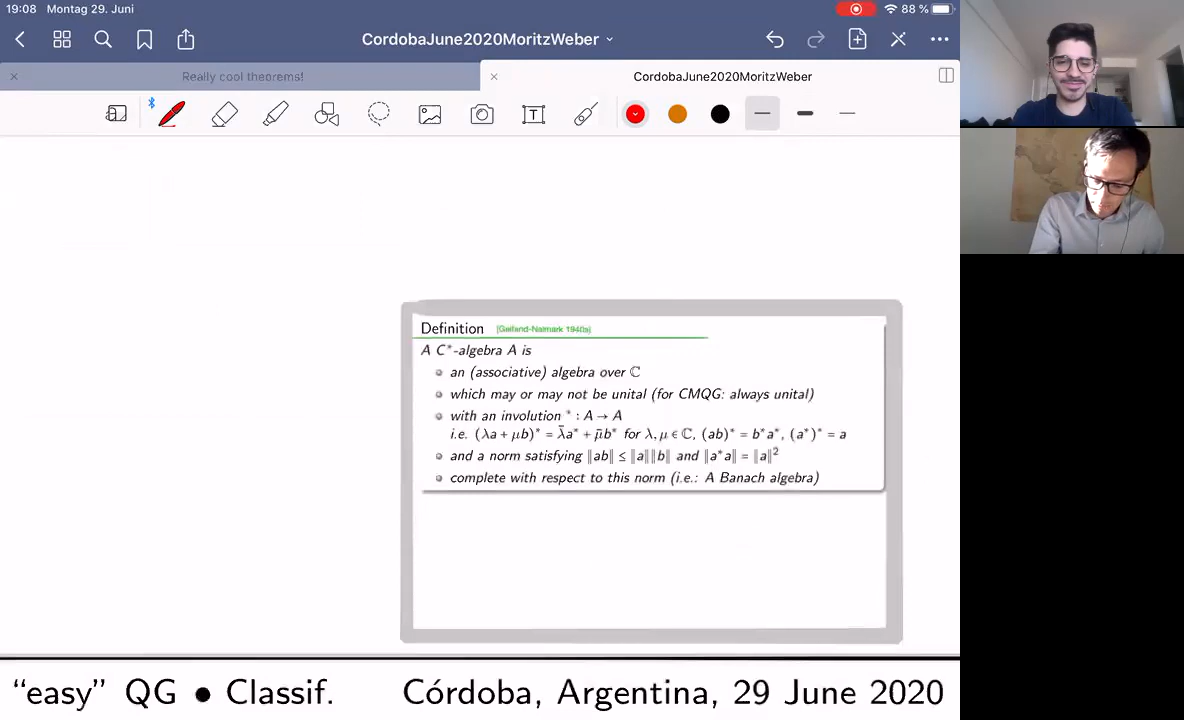 19:08 Montag 29. Juni
88 %
CordobaJune2020MoritzWeber
Really cool theorems!
CordobaJune2020MoritzWeber
T
Definition [Gelfand-Naimark 1940s]
A C*-algebra A is
an (associative) algebra over ℂ
which may or may not be unital (for CMQG: always unital)
with an involution * : A → A
i.e. (λa + μb)* = λ̄a* + μ̄b* for λ, μ ∈ ℂ, (ab)* = b*a*, (a*)* = a
and a norm satisfying ‖ab‖ ≤ ‖a‖‖b‖ and ‖a*a‖ = ‖a‖²
complete with respect to this norm (i.e.: A Banach algebra)
“easy” QG • Classif. Córdoba, Argentina, 29 June 2020